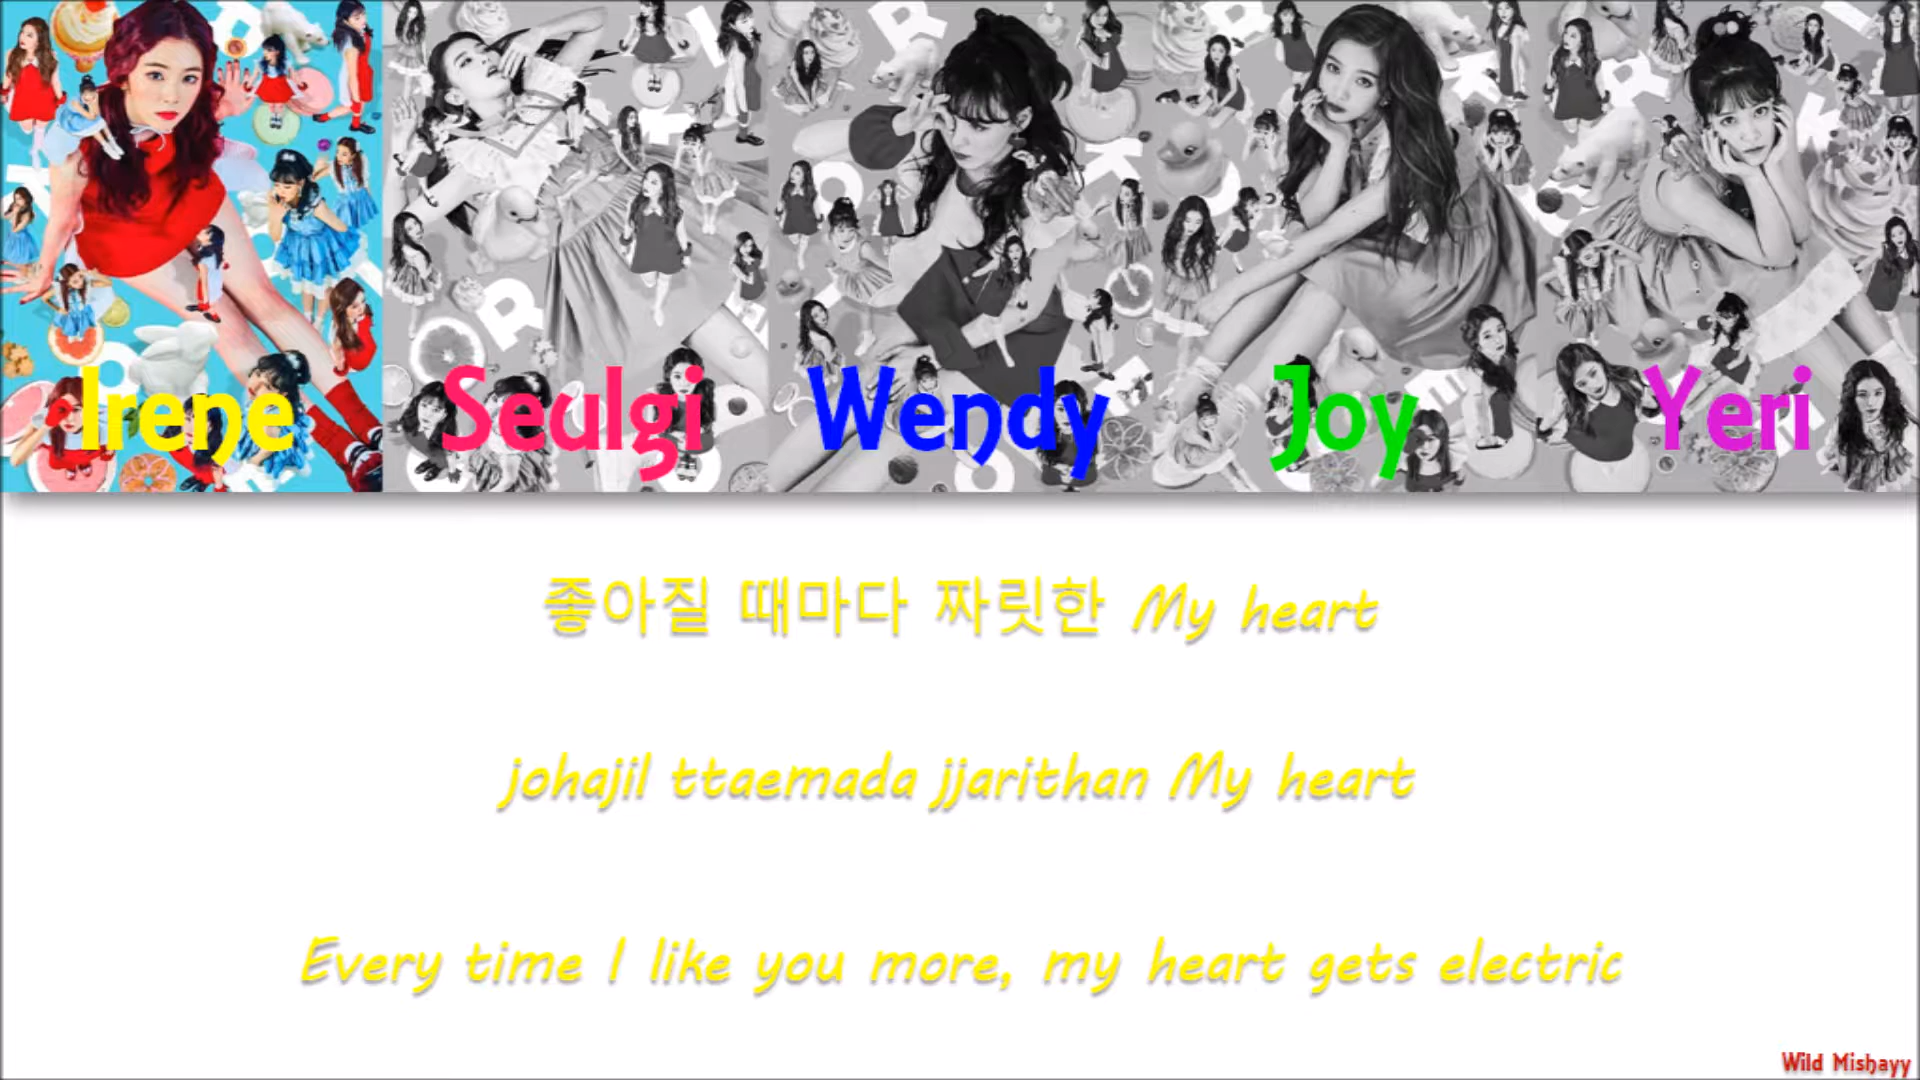 Irene Seulgi Wendy Joy Yeri
좋아질 때마다 짜릿한 My heart
johajil ttaemada jjarithan My heart
Every time I like you more, my heart gets electric
Wild Mishayy